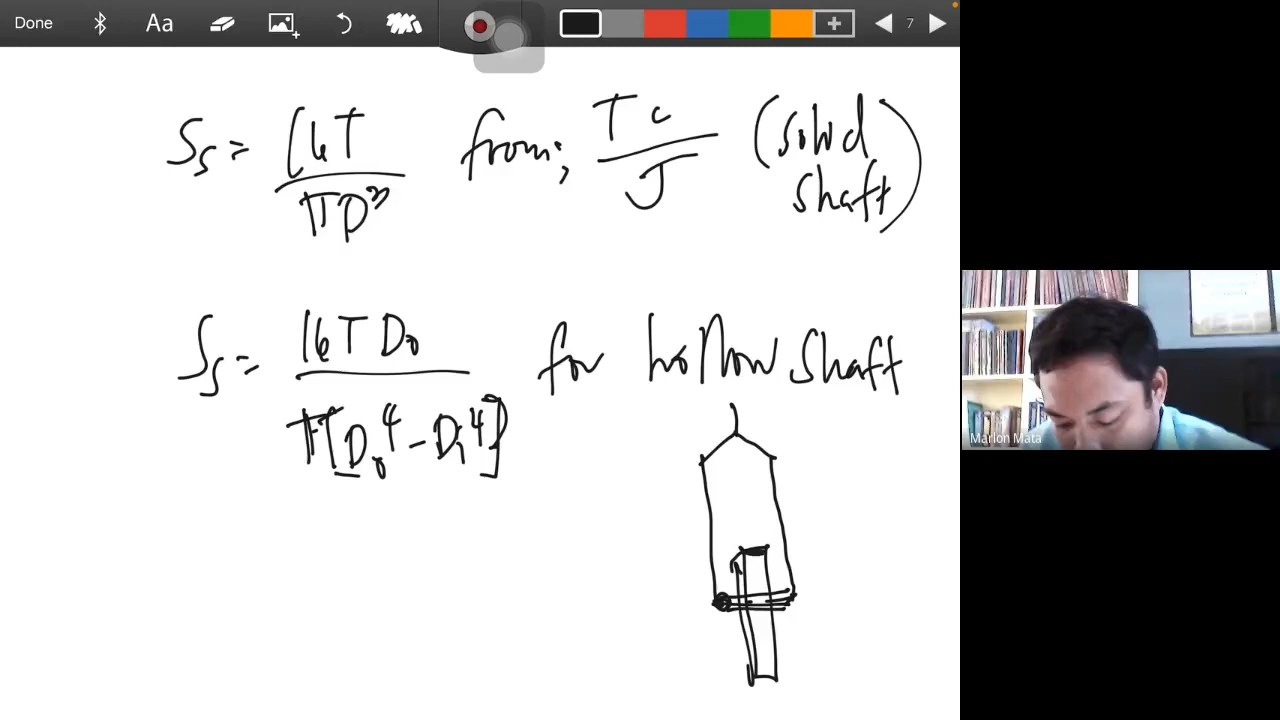 Done Aa 7
Ss = 16T / πD³ from; Tc / J (solid shaft)
Ss = 16TDo / π[Do⁴ - Di⁴] for hollow shaft
Marlon Mata